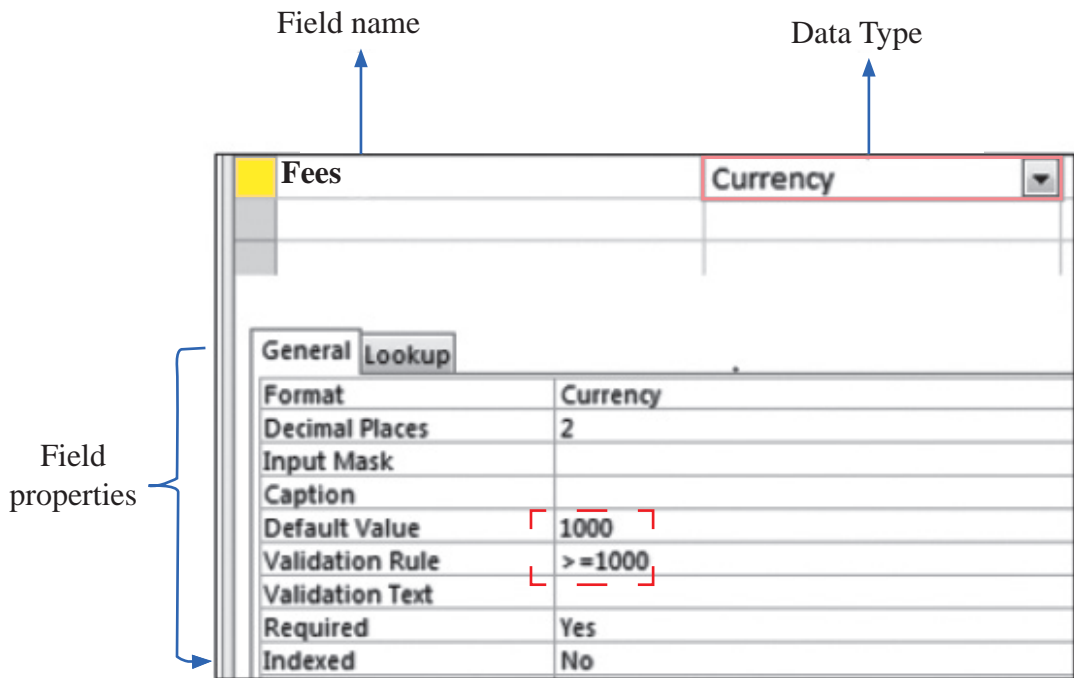 Field name
Data Type
Fees Currency
General Lookup
Format Currency
Decimal Places 2
Input Mask
Caption
Default Value 1000
Validation Rule >=1000
Validation Text
Required Yes
Indexed No
Field
properties